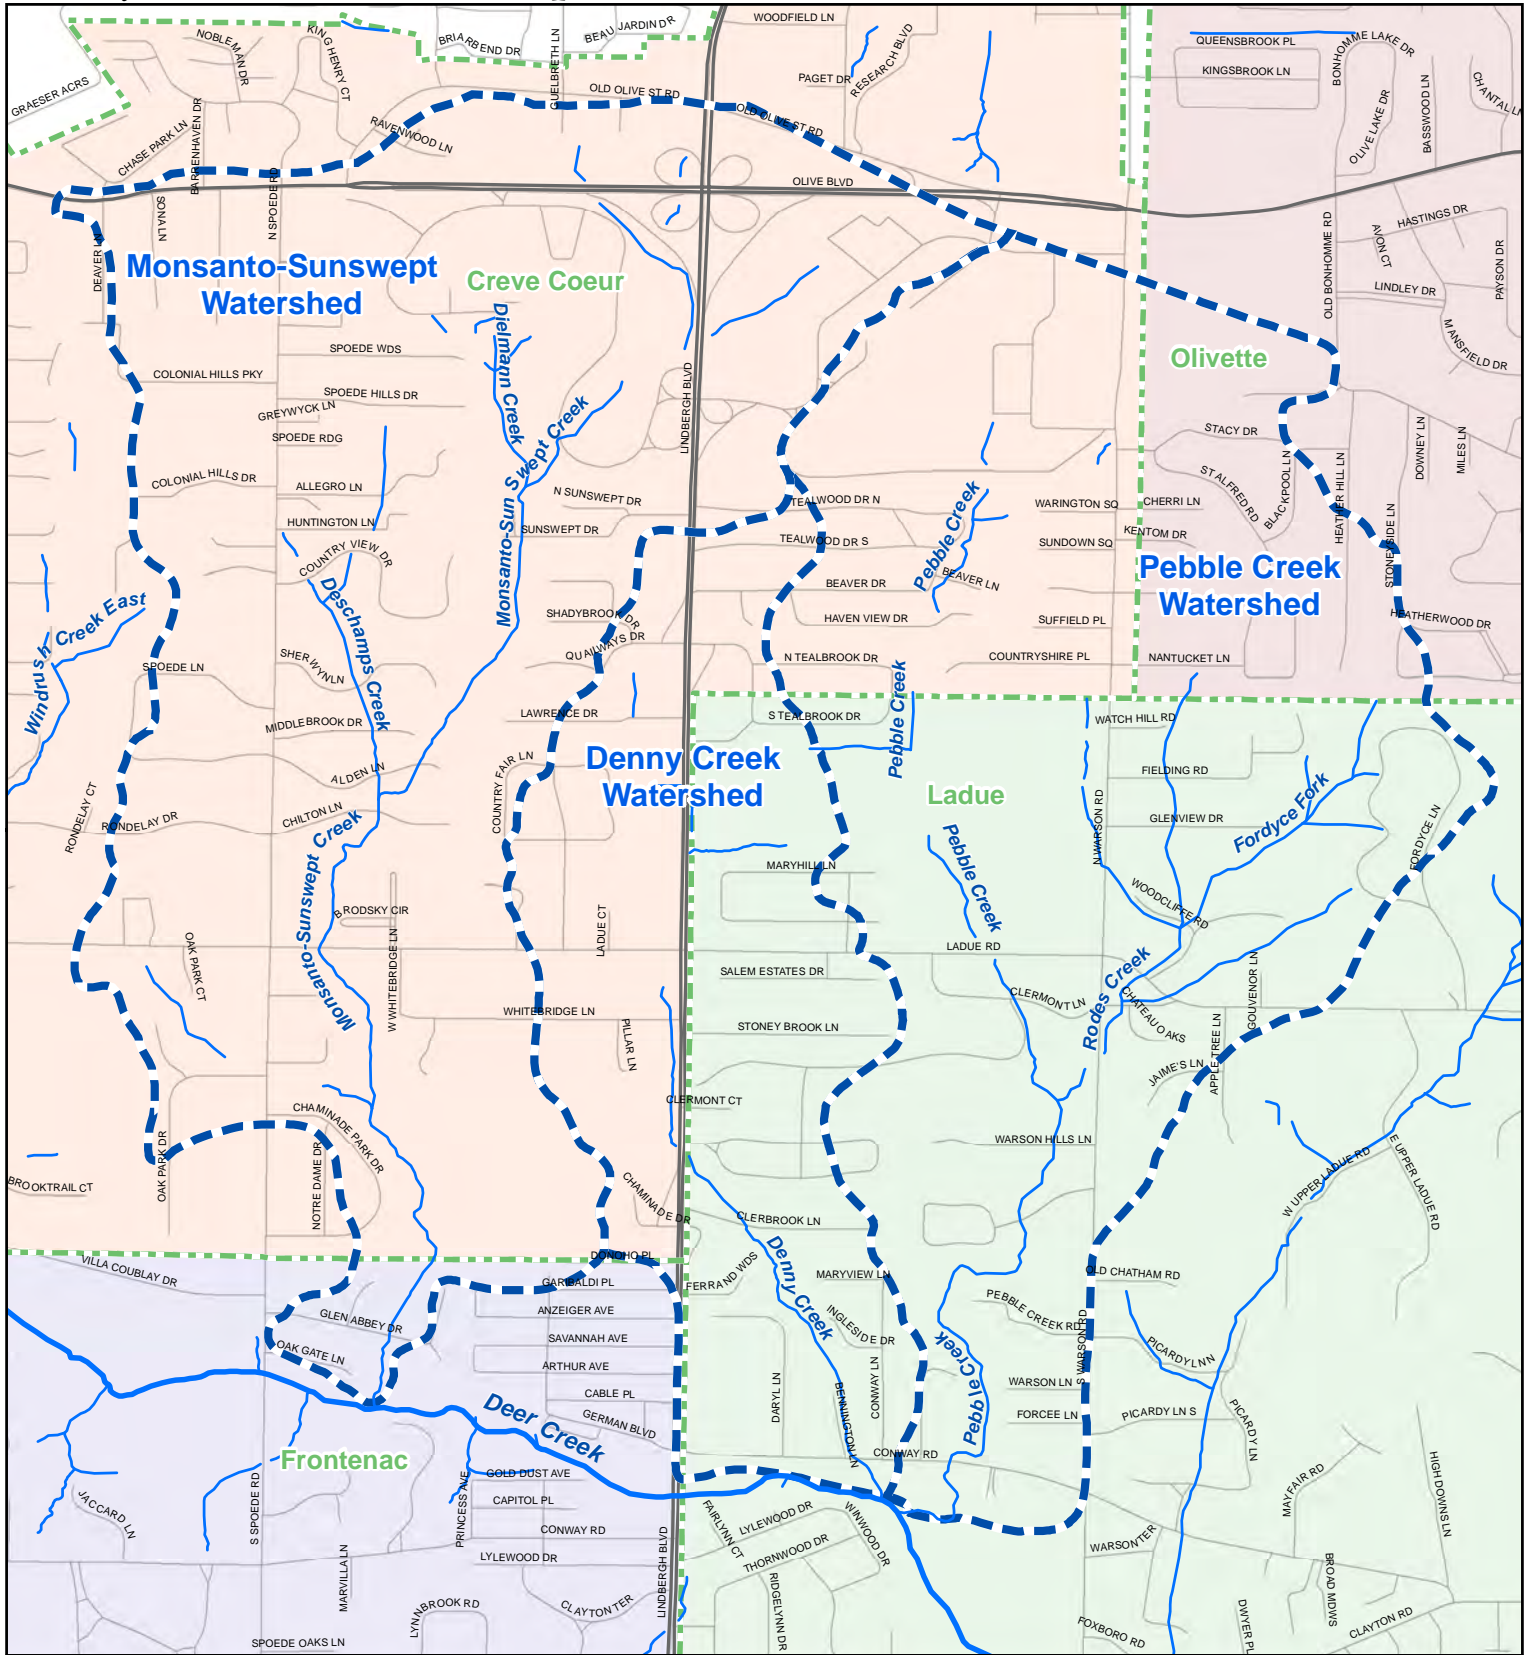 WOODFIELD LN
BEAU JARDIN DR
BRIARBEND DR
GUELBRETH LN
NOBLEMAN DR
KING HENRY CT
RESEARCH BLVD
QUEENSBROOK PL
BONHOMME LAKE DR
KINGSBROOK LN
CHANTAL LN
GRAESER ACRS
PAGET DR
OLD OLIVE ST RD
OLD OLIVE ST RD
BASSWOOD LN
OLIVE LAKE DR
CHASE PARK LN
BARRENHAVEN DR
RAVENWOOD LN
OLIVE BLVD
SONA LN
N SPOEDE RD
DEAVER LN
HASTINGS DR
AVON CT
OLD BONHOMME RD
PAYSON DR
LINDLEY DR
MANSFIELD DR
Monsanto-Sunswept
Watershed
Creve Coeur
Dielmann Creek
Olivette
SPOEDE WDS
COLONIAL HILLS PKY
SPOEDE HILLS DR
GREYWYCK LN
SPOEDE RDG
LINDBERGH BLVD
Monsanto-Sun Swept Creek
STACY DR
DOWNEY LN
MILES LN
ST ALFRED RD
BLACKPOOL LN
HEATHER HILL LN
STONEYSIDE LN
COLONIAL HILLS DR
ALLEGRO LN
N SUNSWEPT DR
TEALWOOD DR N
WARINGTON SQ
CHERRI LN
HUNTINGTON LN
SUNSWEPT DR
TEALWOOD DR S
SUNDOWN SQ
KENTOM DR
COUNTRY VIEW DR
Pebble Creek
BEAVER DR
BEAVER LN
Pebble Creek
Watershed
Deschamps Creek
Windrush Creek East
SHADYBROOK DR
QUAILWAYS DR
HAVEN VIEW DR
SUFFIELD PL
HEATHERWOOD DR
SPOEDE LN
SHERWYNLN
N TEALBROOK DR
COUNTRYSHIRE PL
NANTUCKET LN
Pebble Creek
MIDDLEBROOK DR
LAWRENCE DR
S TEALBROOK DR
WATCH HILL RD
Denny Creek
Watershed
ALDEN LN
COUNTRY FAIR LN
FIELDING RD
Ladue
RONDELAY CT
RONDELAY DR
CHILTON LN
N WARSON RD
GLENVIEW DR
Fordyce Fork
FORDYCE LN
Monsanto-Sunswept Creek
Pebble Creek
MARYHILL LN
WOODCLIFFE RD
BRODSKY CIR
W WHITEBRIDGE LN
LADUE CT
OAK PARK CT
LADUE RD
SALEM ESTATES DR
Rodes Creek
CLERMONT LN
CHATEAU OAKS
GOUVENOR LN
WHITEBRIDGE LN
STONEY BROOK LN
PILLAR LN
JAIME'S LN
APPLE TREE LN
CLERMONT CT
CHAMINADE PARK DR
WARSON HILLS LN
E UPPER LADUE RD
W UPPER LADUE RD
OAK PARK DR
NOTRE DAME DR
BROOKTRAIL CT
CHAMINADE DR
CLERBROOK LN
DONOHO PL
VILLA COUBLAY DR
FERRAND WDS
Denny Creek
MARYVIEW LN
OLD CHATHAM RD
GARIBALDI PL
ANZEIGER AVE
GLEN ABBEY DR
INGLESIDE DR
PEBBLE CREEK RD
Pebble Creek
SAVANNAH AVE
OAK GATE LN
ARTHUR AVE
S WARSON RD
PICARDY LNN
CABLE PL
DARYL LN
BENNINGTON LN
CONWAY LN
WARSON LN
FORCEE LN
PICARDY LN S
PICARDY LN
Deer Creek
GERMAN BLVD
Frontenac
CONWAY RD
GOLD DUST AVE
CAPITOL PL
CONWAY RD
LYLEWOOD DR
PRINCESS AVE
S SPOEDE RD
JACCARD LN
FAIRLYNN CT
LYLEWOOD DR
WINWOOD DR
THORNWOOD DR
RIDGELYNN DR
MAYFAIR RD
HIGH DOWNS LN
WARSON TER
MARVILLA LN
LYNNBROOK RD
CLAYTON TER
LINDBERGH BLVD
BROAD MDWS
DWYER PL
CLAYTON RD
FOXBORO RD
SPOEDE OAKS LN